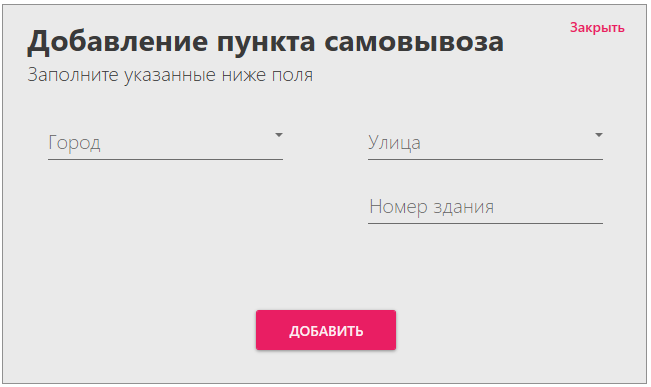 Закрыть
Добавление пункта самовывоза
Заполните указанные ниже поля
Город
Улица
Номер здания
ДОБАВИТЬ